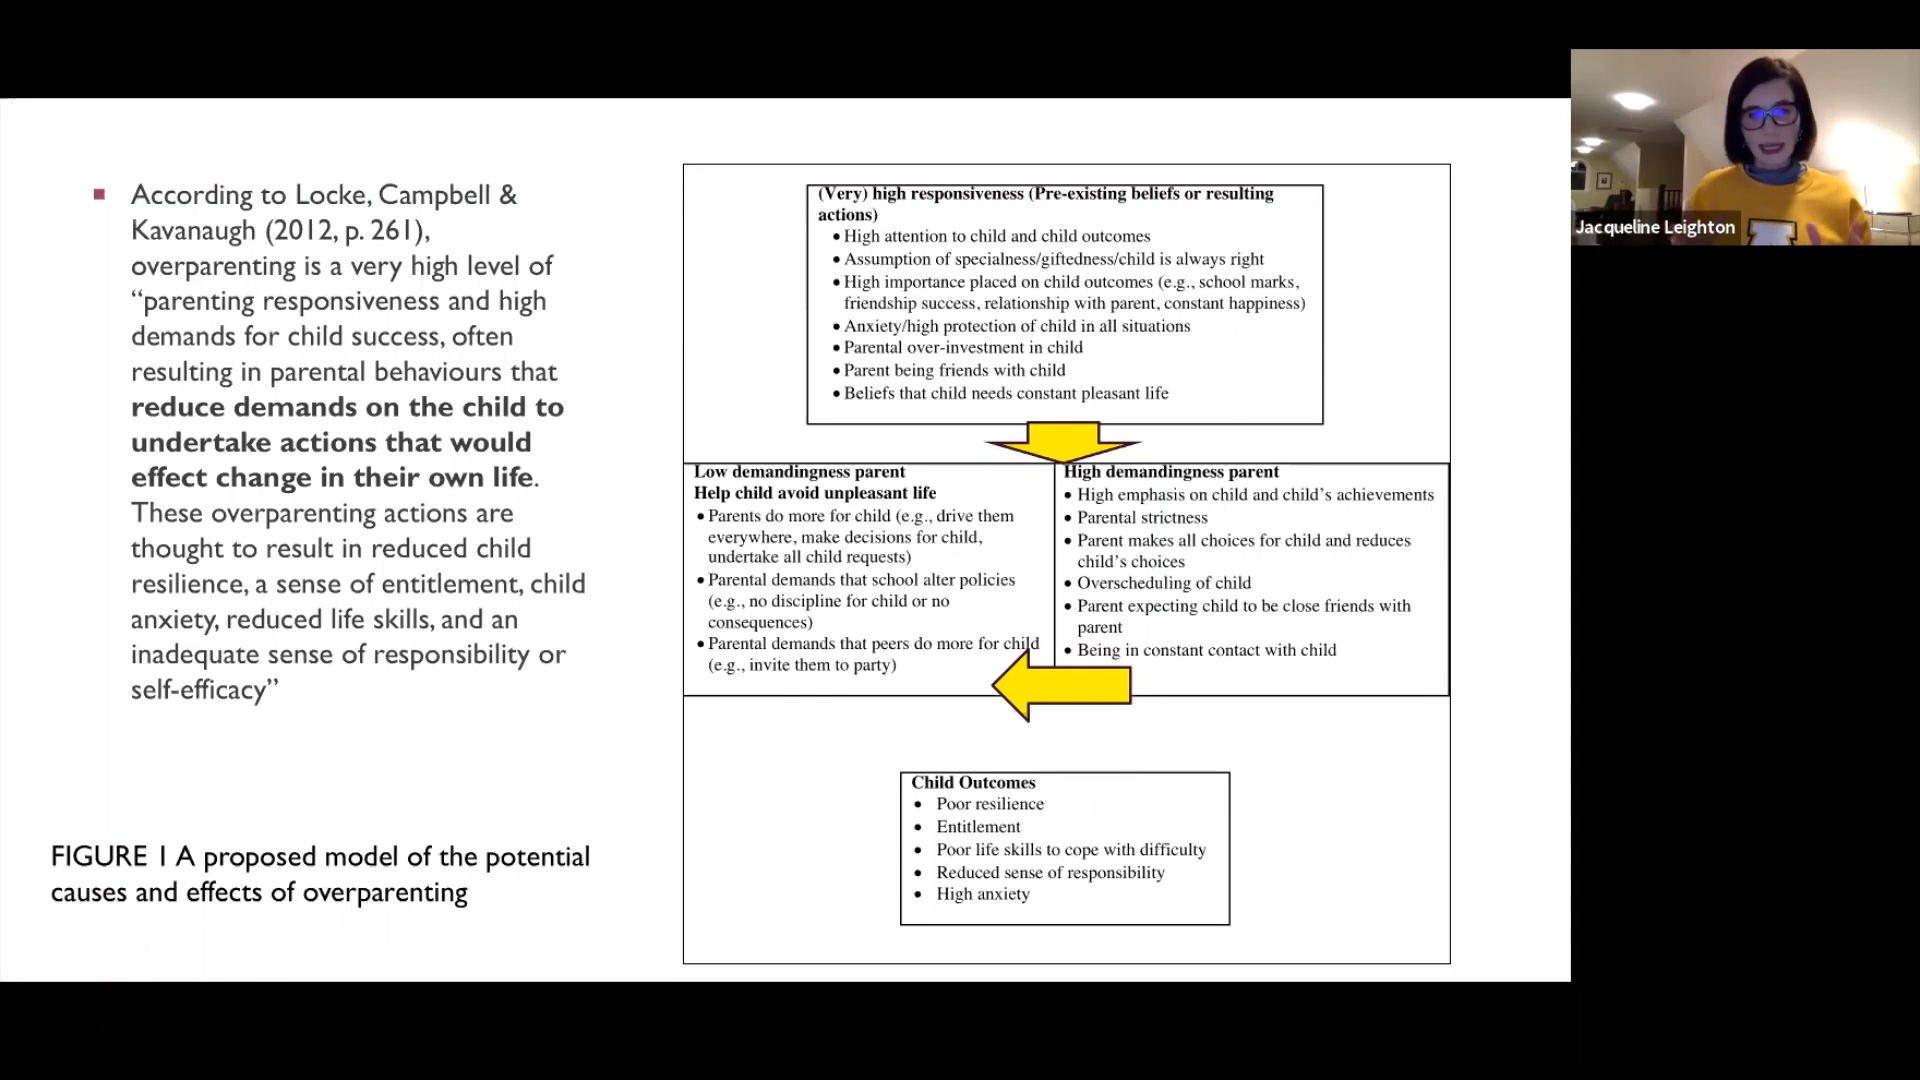 According to Locke, Campbell &
Kavanaugh (2012, p. 261),
overparenting is a very high level of
“parenting responsiveness and high
demands for child success, often
resulting in parental behaviours that
reduce demands on the child to
undertake actions that would
effect change in their own life.
These overparenting actions are
thought to result in reduced child
resilience, a sense of entitlement, child
anxiety, reduced life skills, and an
inadequate sense of responsibility or
self-efficacy”
FIGURE 1 A proposed model of the potential
causes and effects of overparenting
(Very) high responsiveness (Pre-existing beliefs or resulting
actions)
• High attention to child and child outcomes
• Assumption of specialness/giftedness/child is always right
• High importance placed on child outcomes (e.g., school marks,
friendship success, relationship with parent, constant happiness)
• Anxiety/high protection of child in all situations
• Parental over-investment in child
• Parent being friends with child
• Beliefs that child needs constant pleasant life
Low demandingness parent
Help child avoid unpleasant life
• Parents do more for child (e.g., drive them
everywhere, make decisions for child,
undertake all child requests)
• Parental demands that school alter policies
(e.g., no discipline for child or no
consequences)
• Parental demands that peers do more for child
(e.g., invite them to party)
High demandingness parent
• High emphasis on child and child’s achievements
• Parental strictness
• Parent makes all choices for child and reduces
child’s choices
• Overscheduling of child
• Parent expecting child to be close friends with
parent
• Being in constant contact with child
Child Outcomes
• Poor resilience
• Entitlement
• Poor life skills to cope with difficulty
• Reduced sense of responsibility
• High anxiety
Jacqueline Leighton